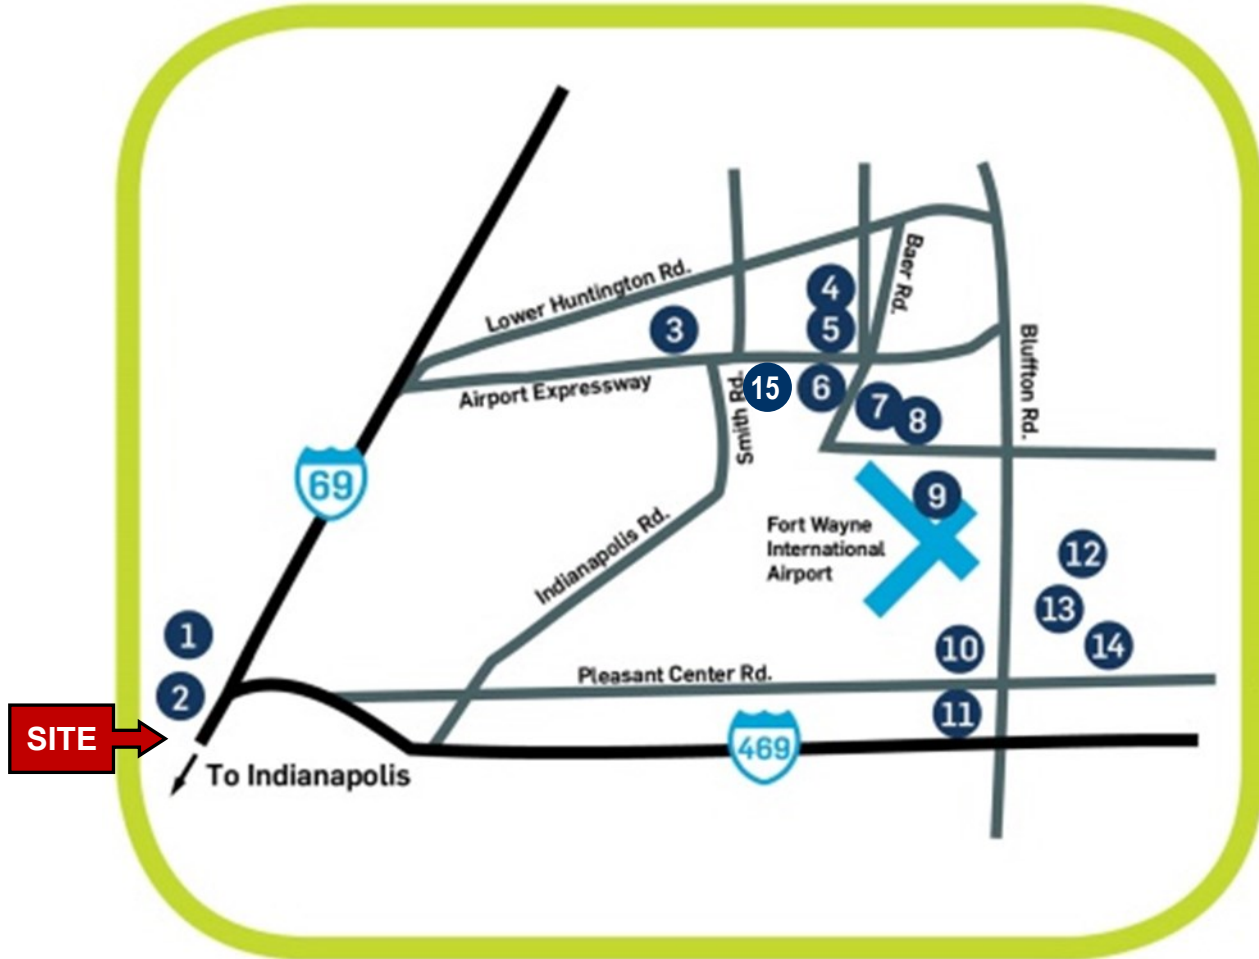 Lower Huntington Rd.
Baer Rd.
4
3
5
Bluffton Rd.
Airport Expressway
Smith Rd.
15
6
7
8
69
9
Indianapolis Rd.
Fort Wayne
International
Airport
12
13
1
10
14
Pleasant Center Rd.
2
11
SITE
469
To Indianapolis